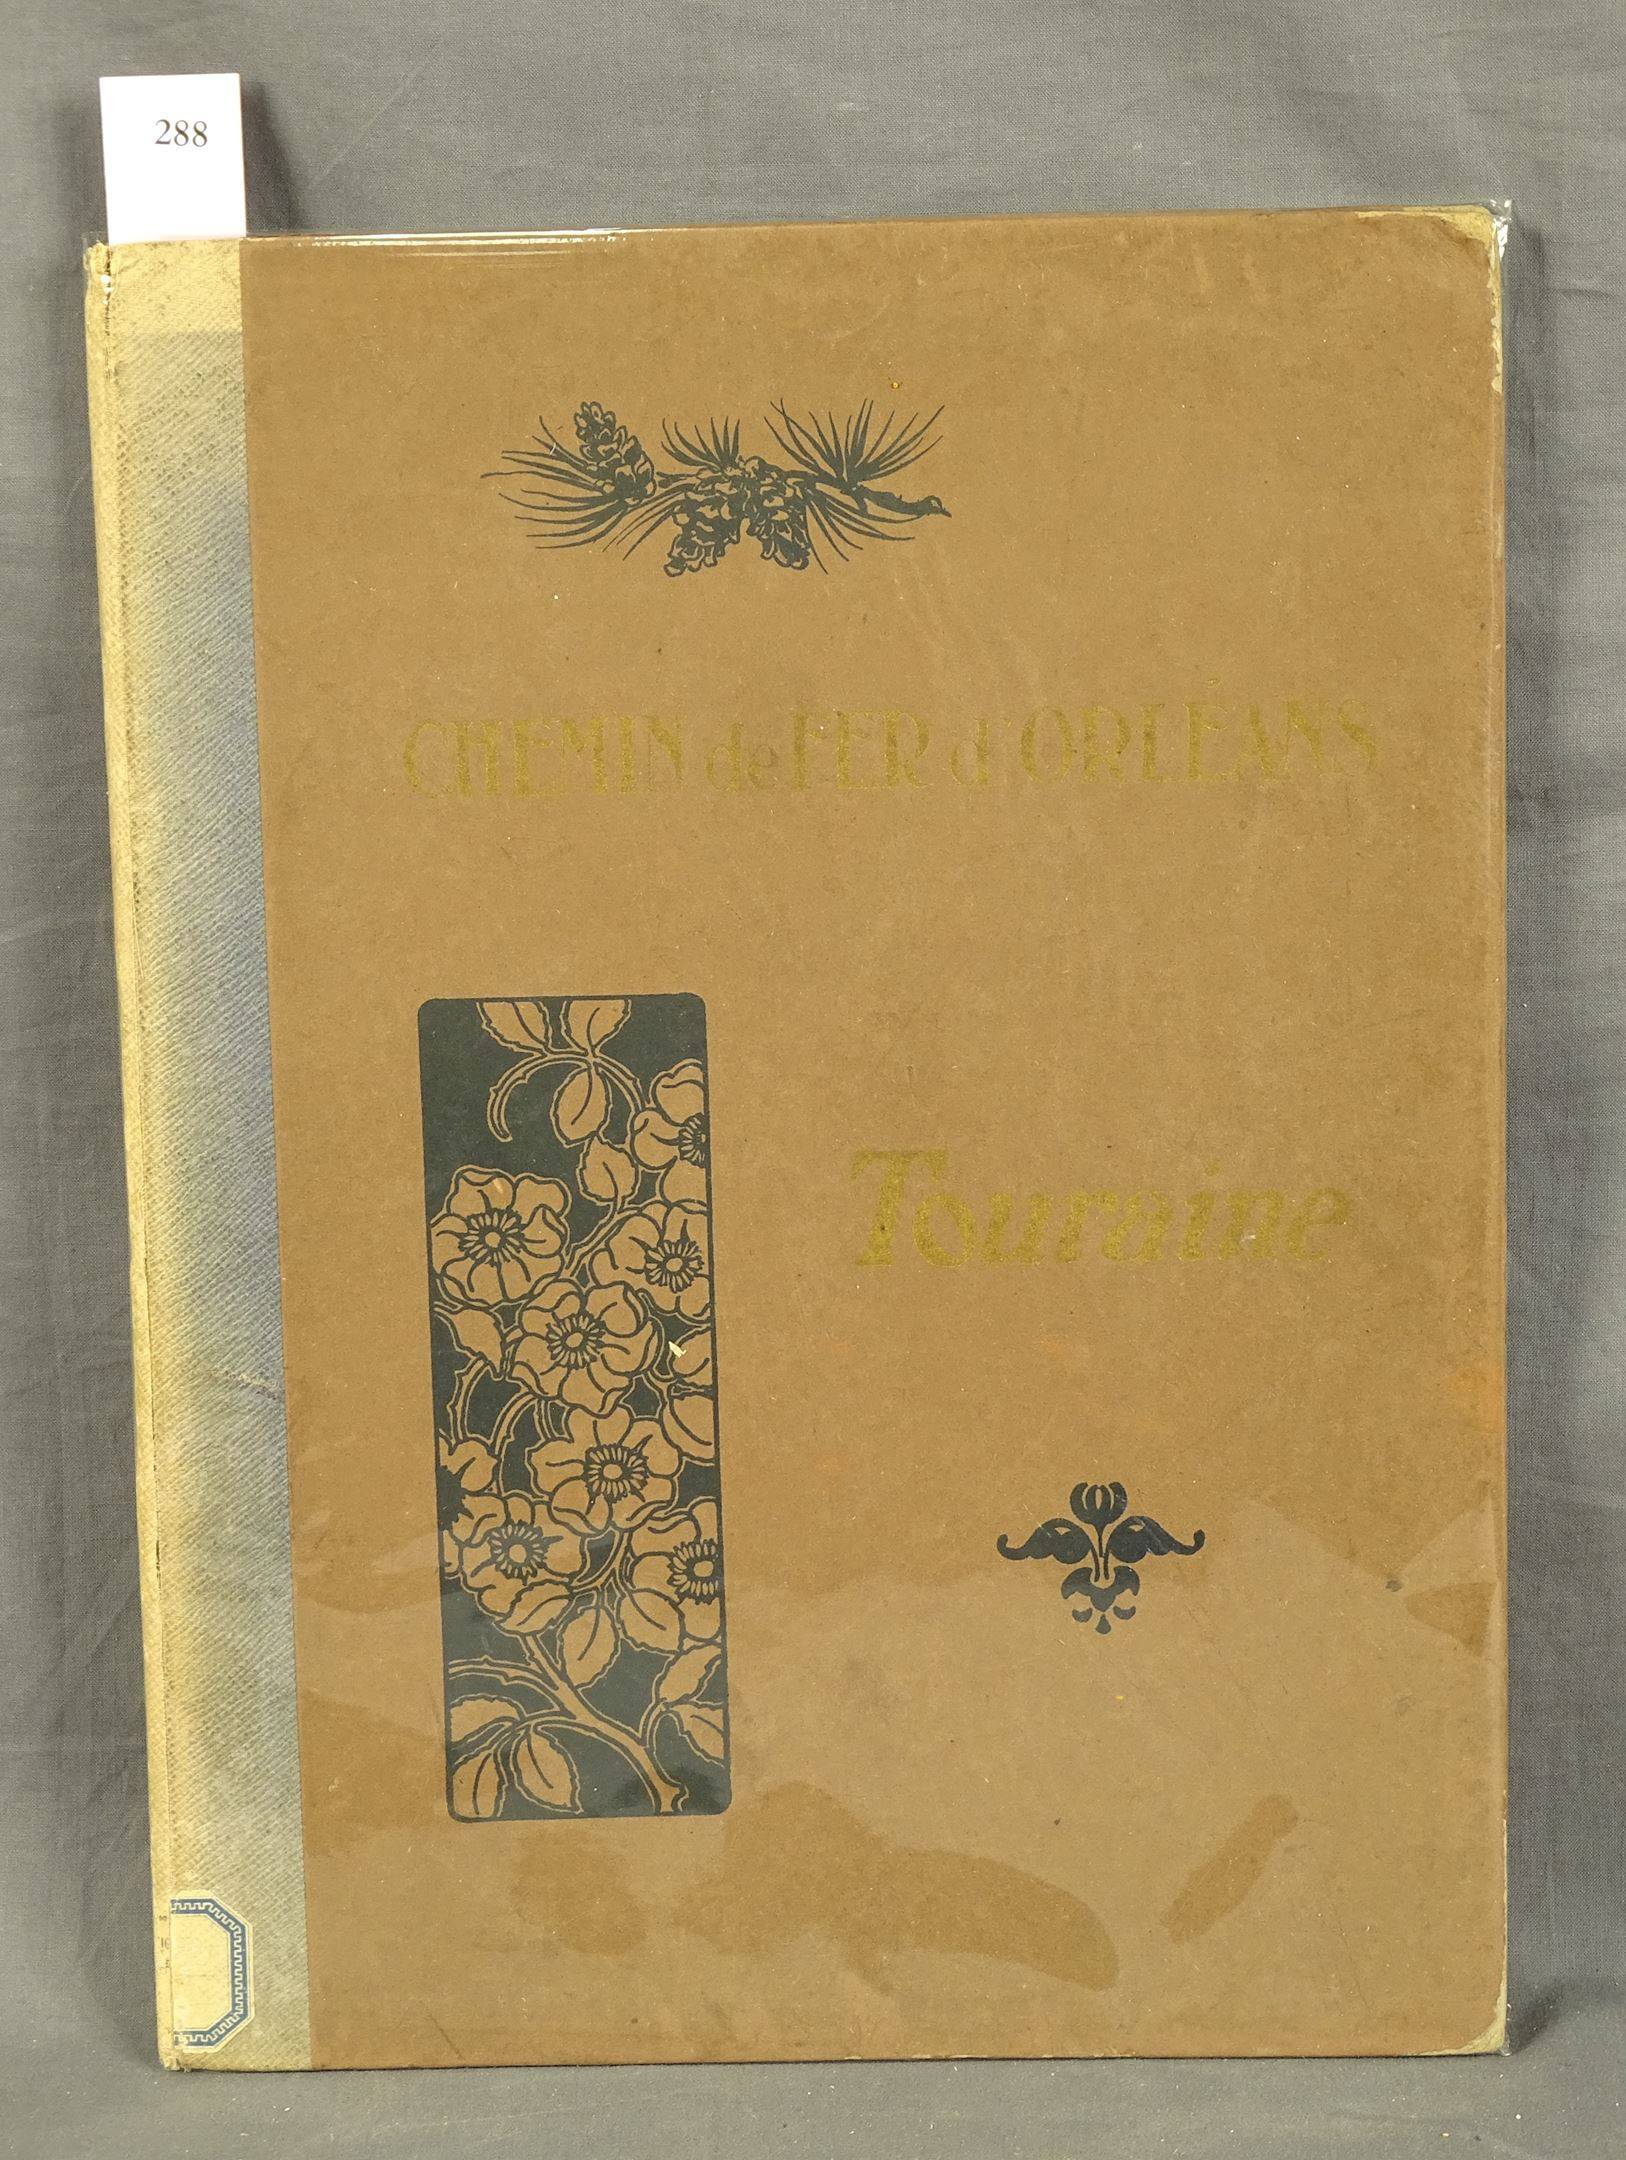 288
CHEMIN de FER d'ORLÉANS
Touraine